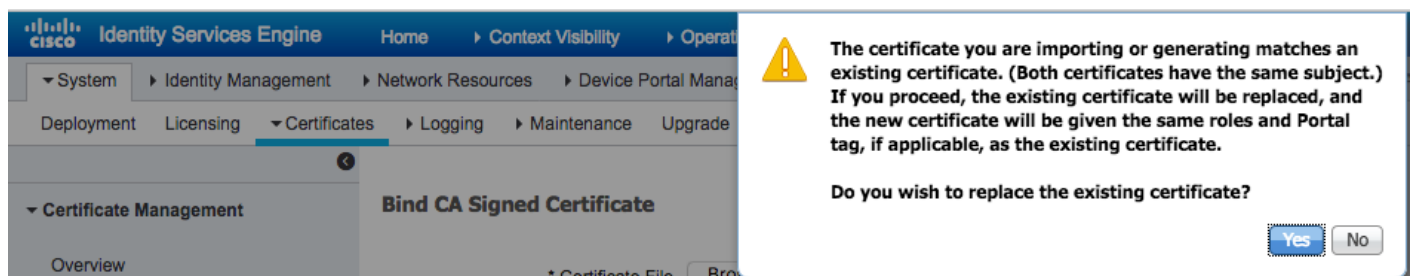 CISCO Identity Services Engine Home Context Visibility
System Identity Management Network Resources Device Portal
Deployment Licensing Certificates Logging Maintenance Upgrade
Certificate Management
Overview
Bind CA Signed Certificate
* Certificate File
The certificate you are importing or generating matches an
existing certificate. (Both certificates have the same subject.)
If you proceed, the existing certificate will be replaced, and
the new certificate will be given the same roles and Portal
tag, if applicable, as the existing certificate.
Do you wish to replace the existing certificate?
Yes No